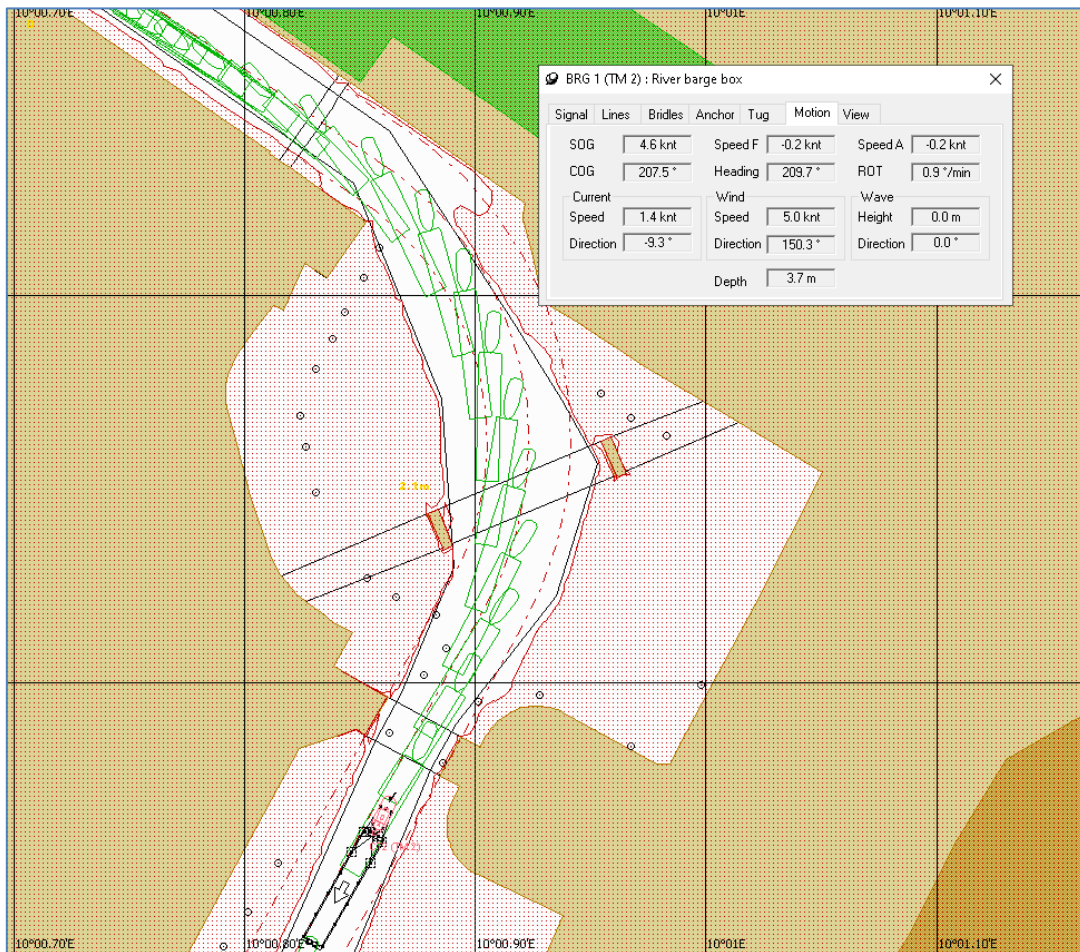 10°00.70'E 10°00.80'E 10°00.90'E 10°01'E 10°01.10'E
BRG 1 (TM 2) : River barge box
Signal Lines Bridles Anchor Tug Motion View
SOG 4.6 knt Speed F -0.2 knt Speed A -0.2 knt
COG 207.5 ° Heading 209.7 ° ROT 0.9 °/min
Current Wind Wave
Speed 1.4 knt Speed 5.0 knt Height 0.0 m
Direction -9.3 ° Direction 150.3 ° Direction 0.0 °
Depth 3.7 m
2.1m
10°00.70'E 10°00.80'E 10°00.90'E 10°01'E 10°01.10'E